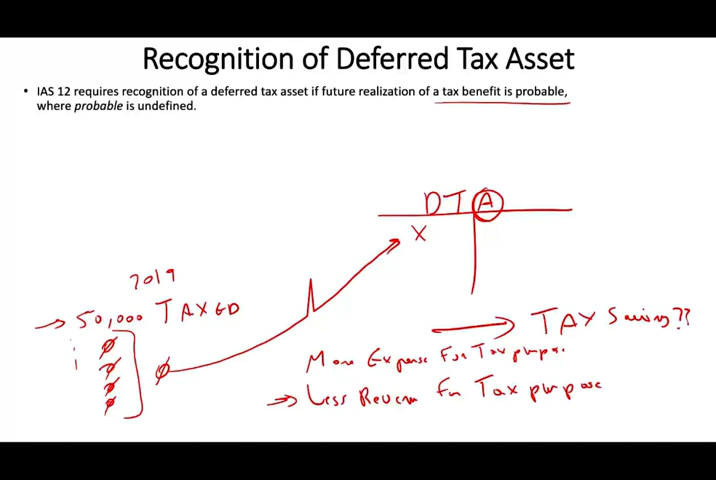 Recognition of Deferred Tax Asset
• IAS 12 requires recognition of a deferred tax asset if future realization of a tax benefit is probable,
where probable is undefined.
DTA
X
2019
50,000 TAXED
TAX Saving??
More Expense For Tax purpose
Less Revenue for Tax purpose